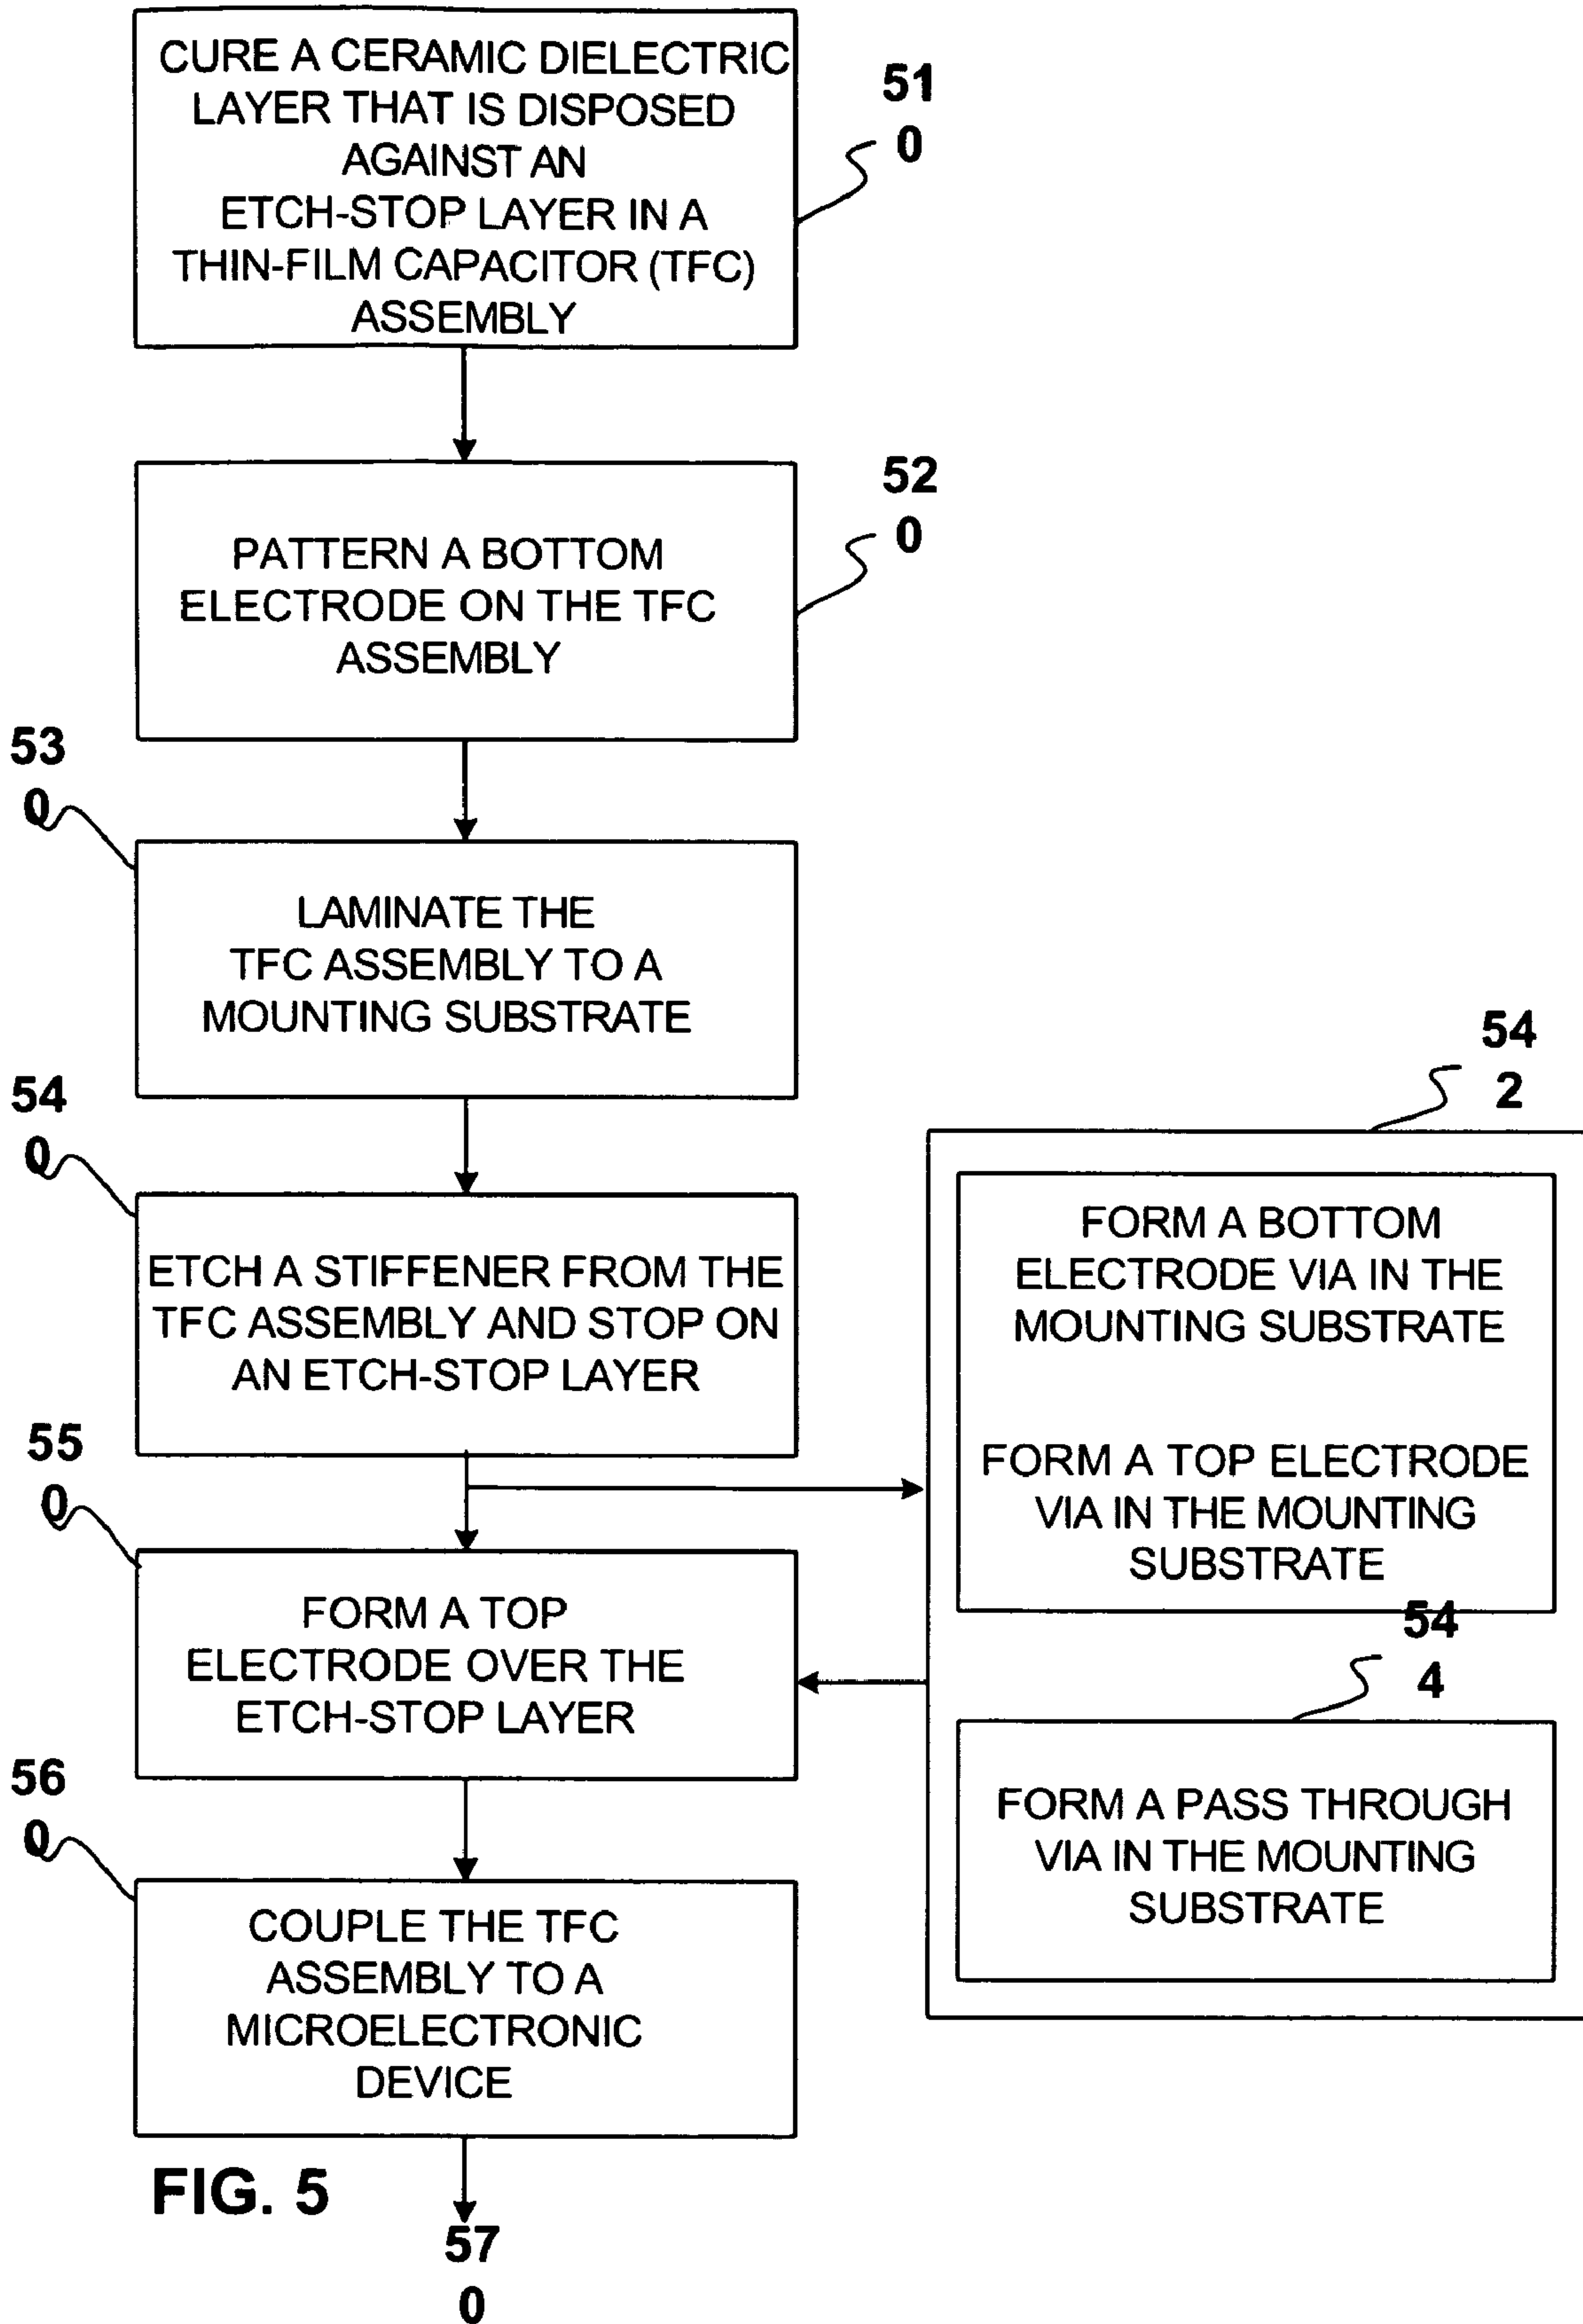 CURE A CERAMIC DIELECTRIC
LAYER THAT IS DISPOSED
AGAINST AN
ETCH-STOP LAYER IN A
THIN-FILM CAPACITOR (TFC)
ASSEMBLY
51
0
PATTERN A BOTTOM
ELECTRODE ON THE TFC
ASSEMBLY
52
0
53
0
LAMINATE THE
TFC ASSEMBLY TO A
MOUNTING SUBSTRATE
54
0
ETCH A STIFFENER FROM THE
TFC ASSEMBLY AND STOP ON
AN ETCH-STOP LAYER
54
2
FORM A BOTTOM
ELECTRODE VIA IN THE
MOUNTING SUBSTRATE
FORM A TOP ELECTRODE
VIA IN THE MOUNTING
SUBSTRATE
54
4
FORM A PASS THROUGH
VIA IN THE MOUNTING
SUBSTRATE
55
0
FORM A TOP
ELECTRODE OVER THE
ETCH-STOP LAYER
56
0
COUPLE THE TFC
ASSEMBLY TO A
MICROELECTRONIC
DEVICE
FIG. 5
57
0